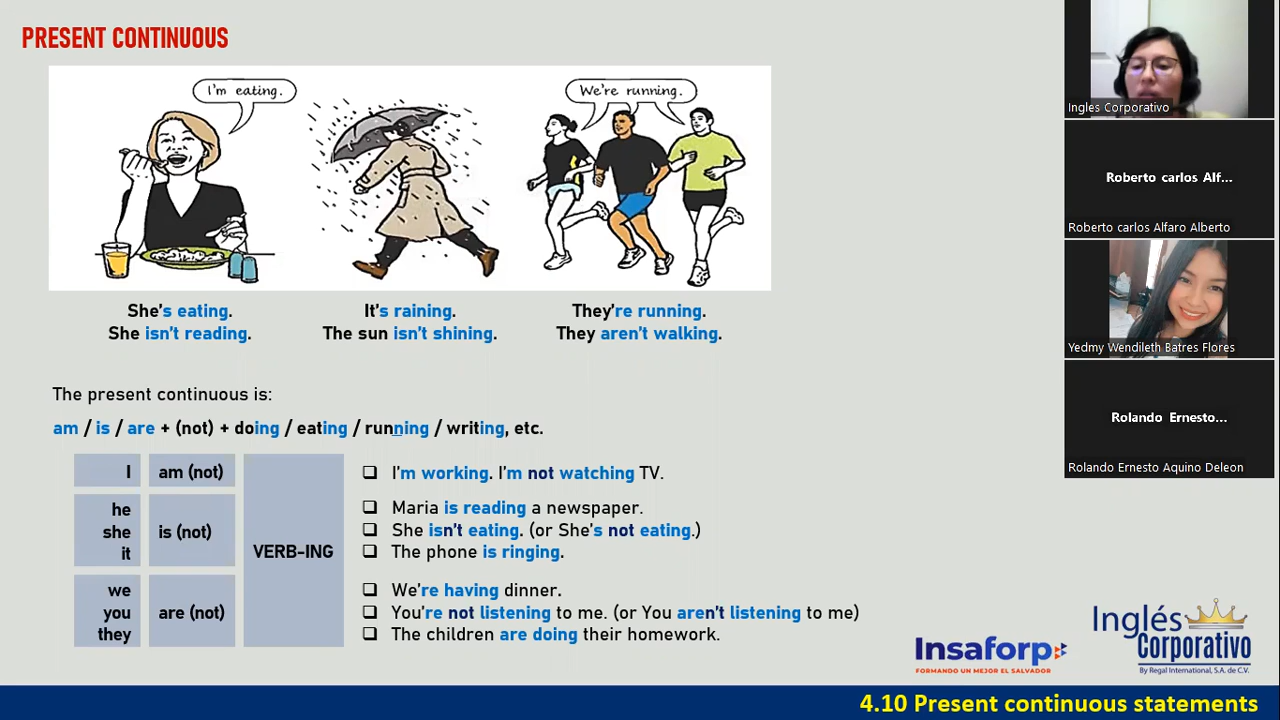 PRESENT CONTINUOUS
I'm eating.
We're running.
She's eating.
She isn't reading.
It's raining.
The sun isn't shining.
They're running.
They aren't walking.
The present continuous is:
am / is / are + (not) + doing / eating / running / writing, etc.
I
am (not)
he
she
it
is (not)
we
you
they
are (not)
VERB-ING
I'm working. I'm not watching TV.
Maria is reading a newspaper.
She isn't eating. (or She's not eating.)
The phone is ringing.
We're having dinner.
You're not listening to me. (or You aren't listening to me)
The children are doing their homework.
Insaforp
FORMANDO UN MEJOR EL SALVADOR
Inglés
Corporativo
By Regal International, S.A. de C.V.
4.10 Present continuous statements
Ingles Corporativo
Roberto carlos Alf...
Roberto carlos Alfaro Alberto
Yedmy Wendileth Batres Flores
Rolando Ernesto...
Rolando Ernesto Aquino Deleon